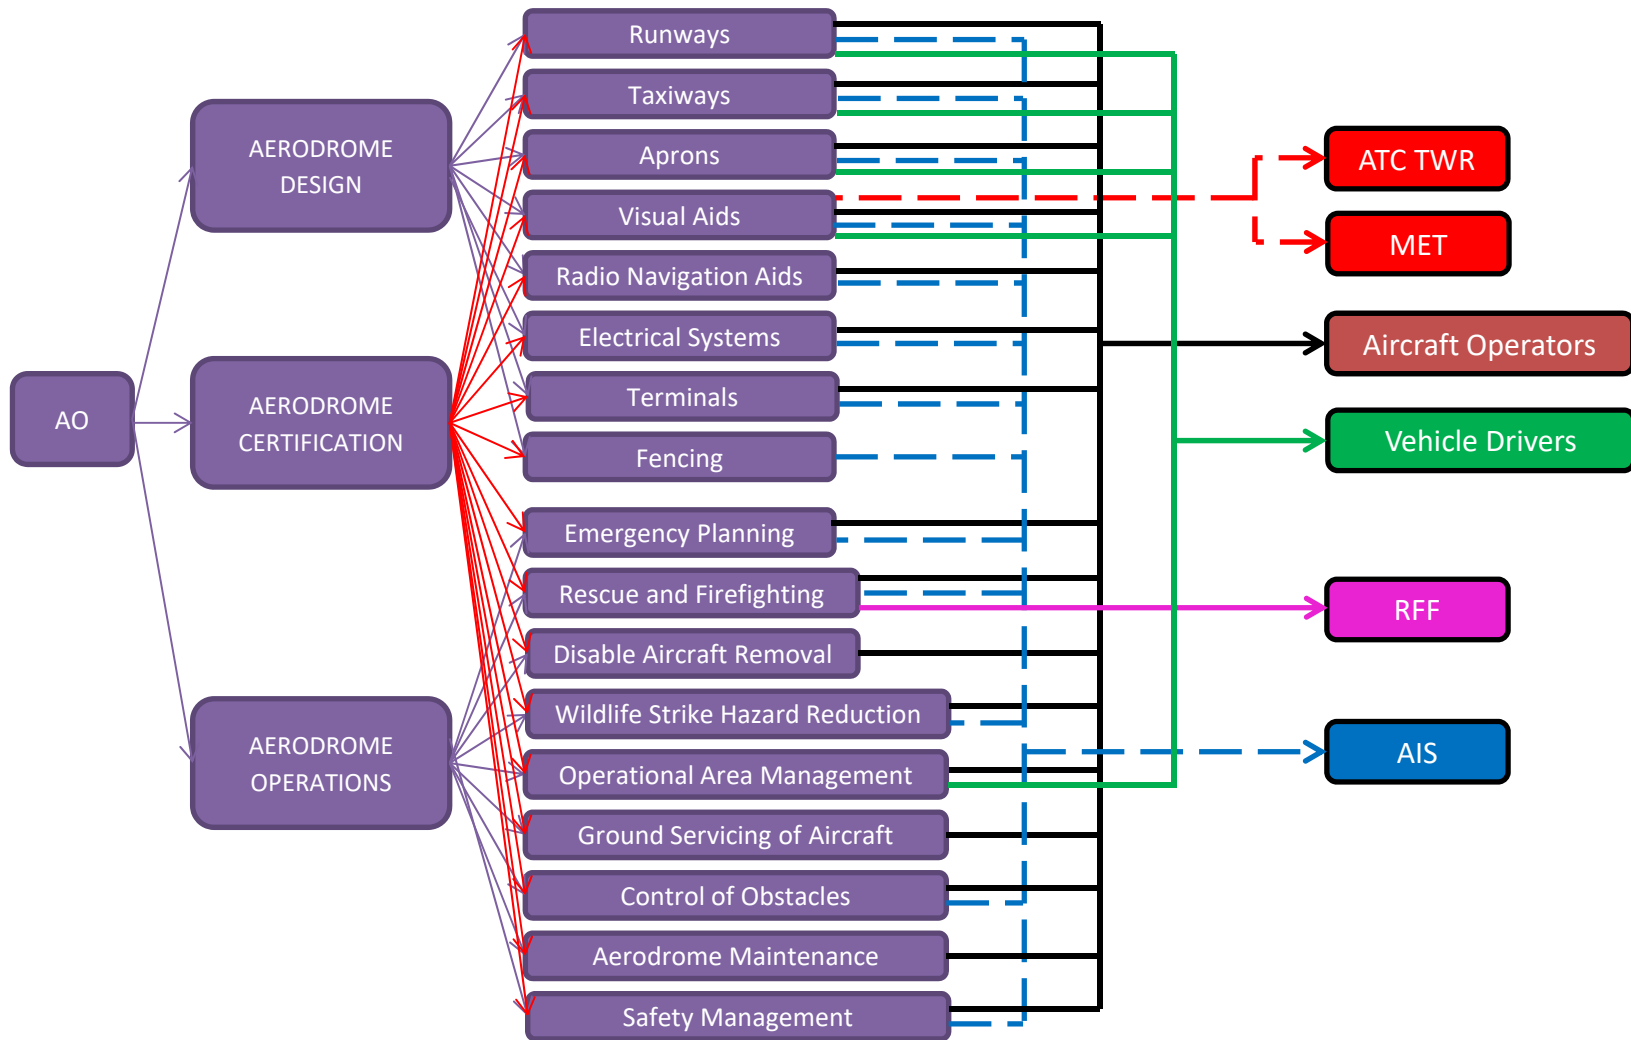 AO
AERODROME
DESIGN
AERODROME
CERTIFICATION
AERODROME
OPERATIONS
Runways
Taxiways
Aprons
Visual Aids
Radio Navigation Aids
Electrical Systems
Terminals
Fencing
Emergency Planning
Rescue and Firefighting
Disable Aircraft Removal
Wildlife Strike Hazard Reduction
Operational Area Management
Ground Servicing of Aircraft
Control of Obstacles
Aerodrome Maintenance
Safety Management
ATC TWR
MET
Aircraft Operators
Vehicle Drivers
RFF
AIS